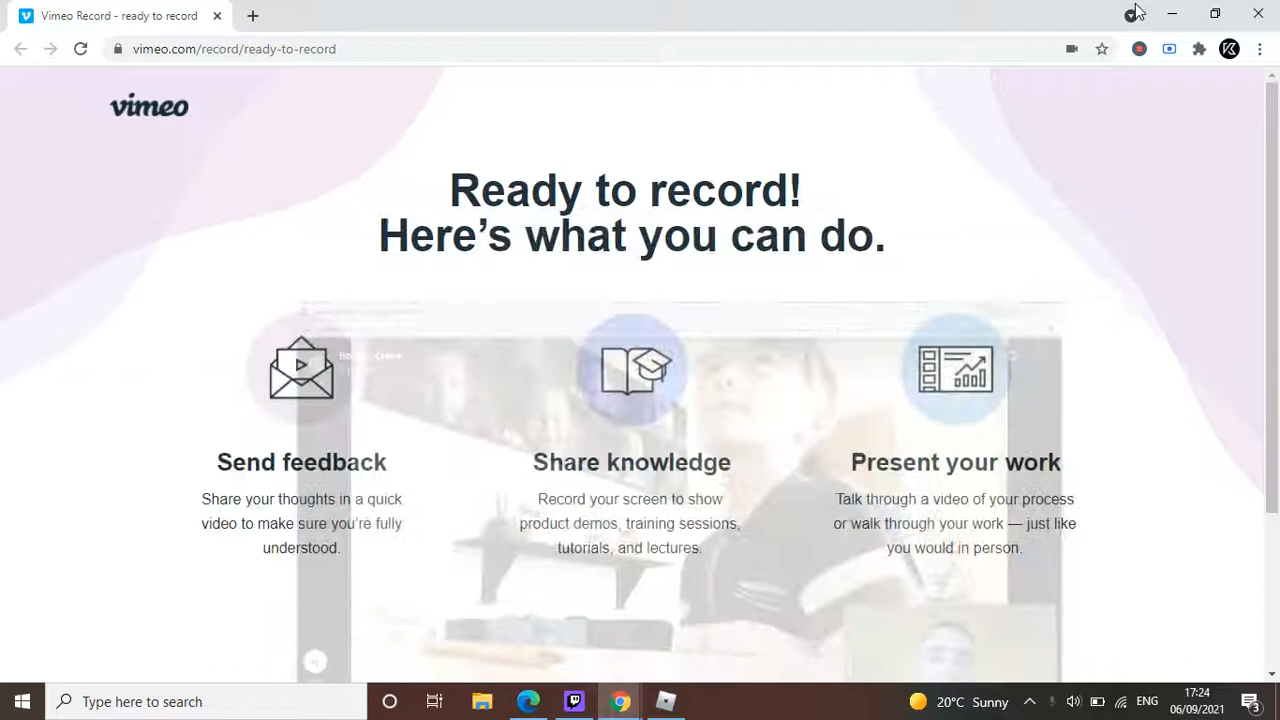 Vimeo Record - ready to record
vimeo.com/record/ready-to-record
vimeo
Ready to record!
Here's what you can do.
Send feedback
Share your thoughts in a quick
video to make sure you're fully
understood.
Share knowledge
Record your screen to show
product demos, training sessions,
tutorials, and lectures.
Present your work
Talk through a video of your process
or walk through your work — just like
you would in person.
Type here to search
20°C Sunny
ENG
17:24
06/09/2021
3